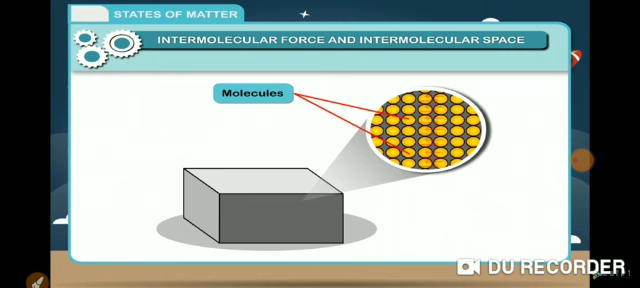 STATES OF MATTER
INTERMOLECULAR FORCE AND INTERMOLECULAR SPACE
Molecules
DU RECORDER